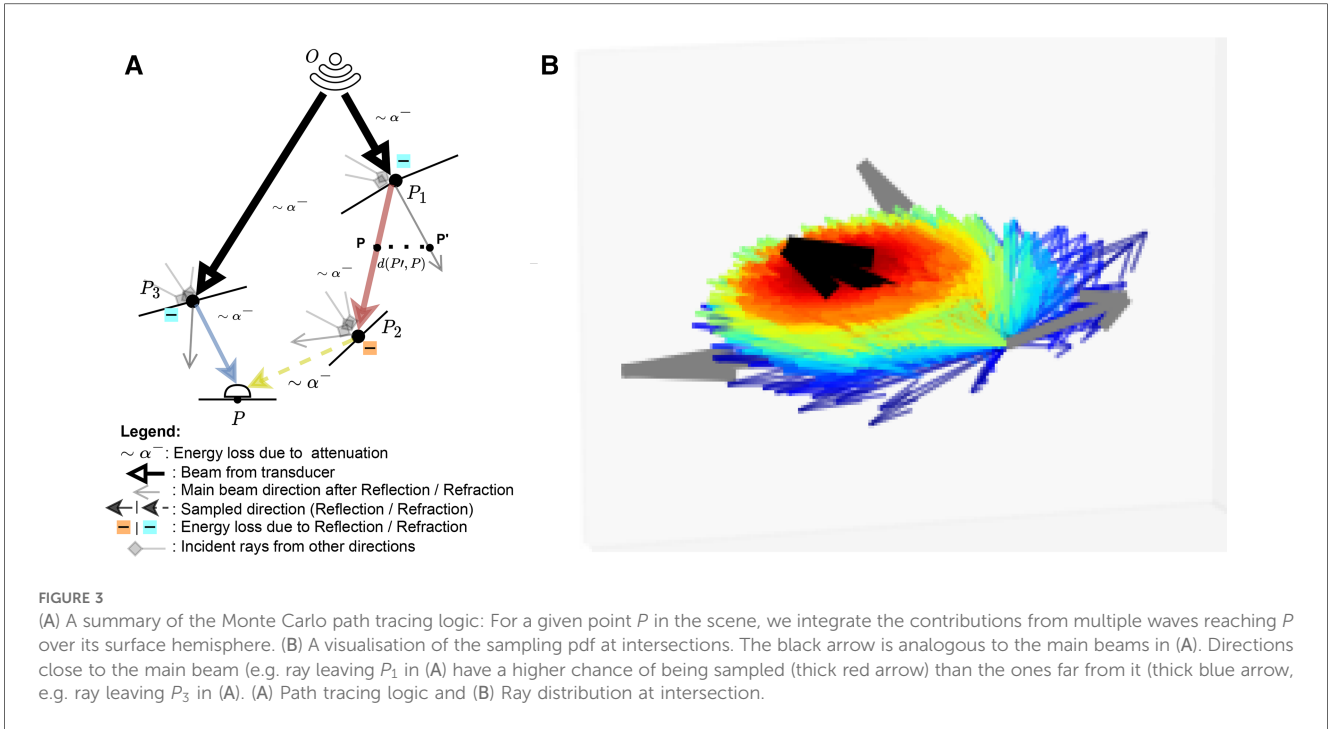 A
B
O
∼ α⁻
∼ α⁻
−
P₁
P
P'
d(P′, P)
∼ α⁻
P₃
−
∼ α⁻
P₂
−
∼ α⁻
P
Legend:
∼ α⁻ : Energy loss due to attenuation
: Beam from transducer
: Main beam direction after Reflection / Refraction
| : Sampled direction (Reflection / Refraction)
− | − : Energy loss due to Reflection / Refraction
: Incident rays from other directions
FIGURE 3
(A) A summary of the Monte Carlo path tracing logic: For a given point P in the scene, we integrate the contributions from multiple waves reaching P
over its surface hemisphere. (B) A visualisation of the sampling pdf at intersections. The black arrow is analogous to the main beams in (A). Directions
close to the main beam (e.g. ray leaving P₁ in (A) have a higher chance of being sampled (thick red arrow) than the ones far from it (thick blue arrow,
e.g. ray leaving P₃ in (A). (A) Path tracing logic and (B) Ray distribution at intersection.